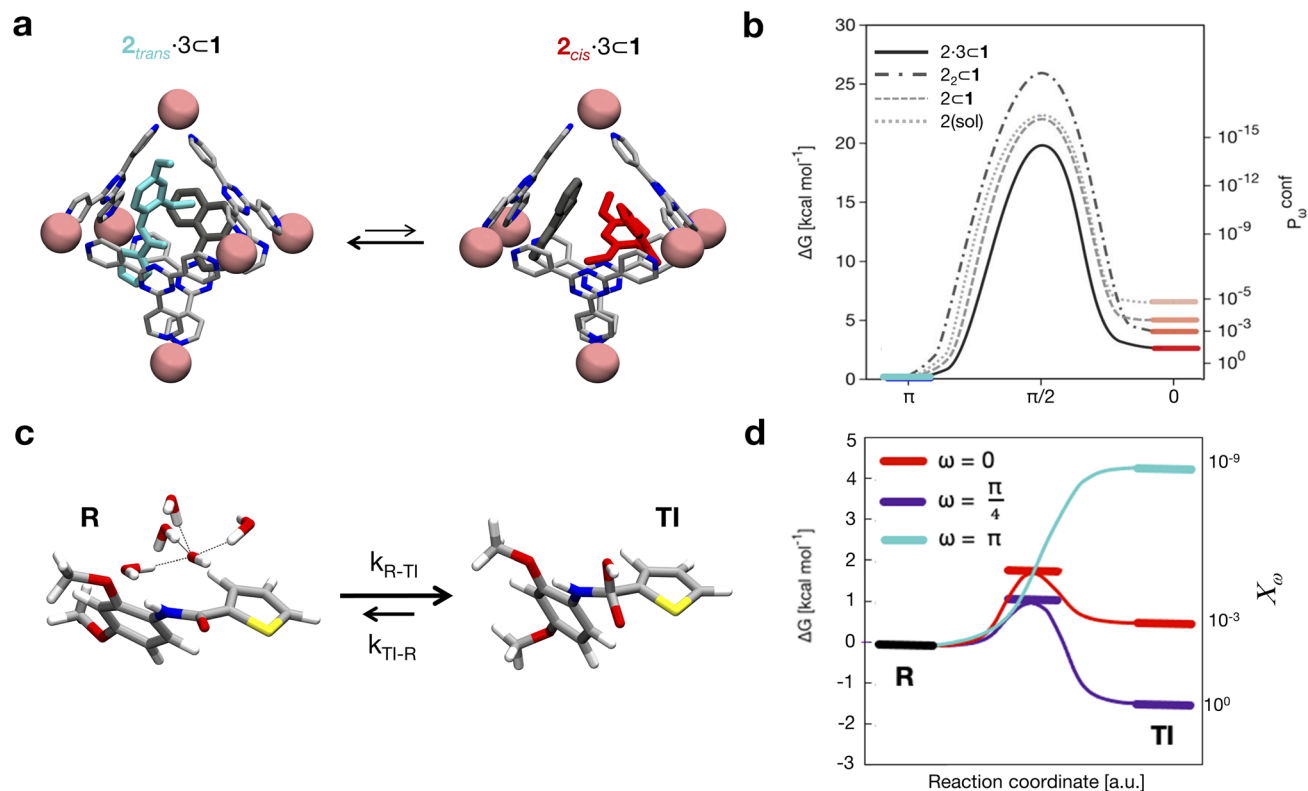 a
2trans·3⊂1
2cis·3⊂1
b
30
25
20
15
10
5
0
ΔG [kcal mol⁻¹]
2·3⊂1
2₂⊂1
2⊂1
2(sol)
10⁻¹⁵
10⁻¹²
10⁻⁹
10⁻⁵
10⁻³
10⁰
Pωconf
π
π/2
0
c
R
kR-TI
kTI-R
TI
d
5
4
3
2
1
0
-1
-2
-3
ΔG [kcal mol⁻¹]
ω = 0
ω = π/4
ω = π
R
TI
10⁻⁹
10⁻³
10⁰
Xω
Reaction coordinate [a.u.]